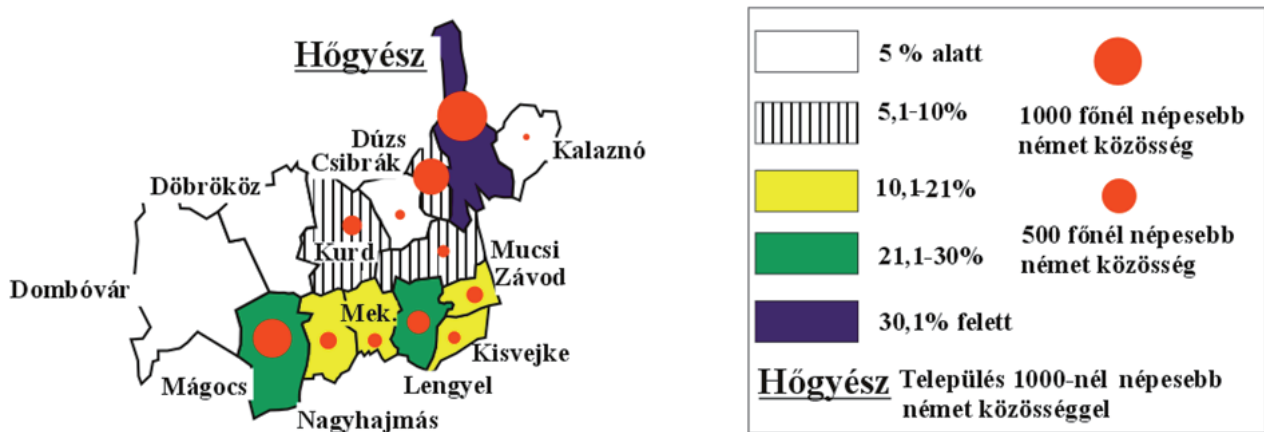 Hőgyész
Dúzs
Csibrák
Kalaznó
Döbrököz
Kurd
Mucsi
Závod
Dombóvár
Mek.
Kisvejke
Mágocs
Lengyel
Nagyhajmás
5 % alatt
5,1-10%
10,1-21%
21,1-30%
30,1% felett
1000 főnél népesebb
német közösség
500 főnél népesebb
német közösség
Hőgyész Település 1000-nél népesebb
német közösséggel